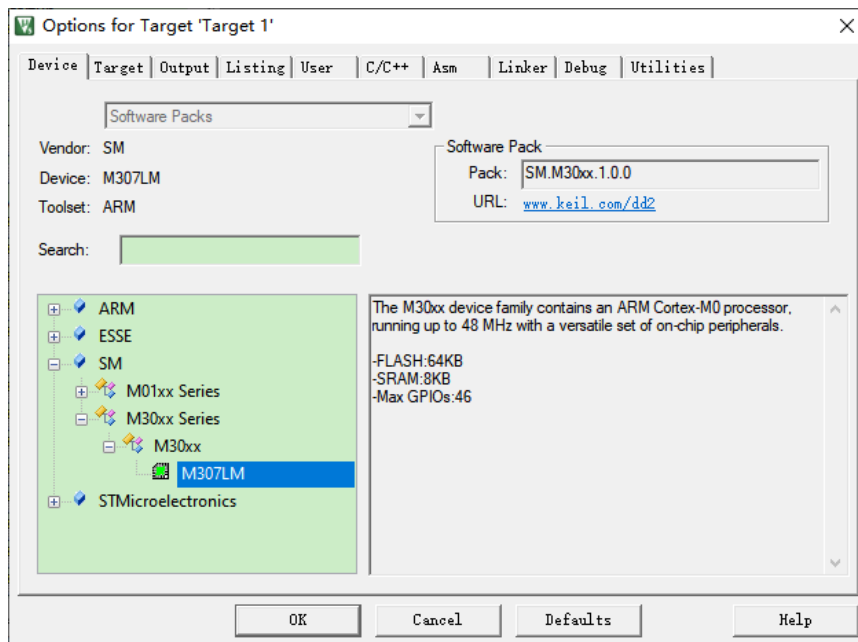 Options for Target 'Target 1'
Device Target Output Listing User C/C++ Asm Linker Debug Utilities
Software Packs
Vendor: SM
Device: M307LM
Toolset: ARM
Search:
Software Pack
Pack: SM.M30xx.1.0.0
URL: www.keil.com/dd2
ARM
ESSE
SM
M01xx Series
M30xx Series
M30xx
M307LM
STMicroelectronics
The M30xx device family contains an ARM Cortex-M0 processor,
running up to 48 MHz with a versatile set of on-chip peripherals.
-FLASH:64KB
-SRAM:8KB
-Max GPIOs:46
OK Cancel Defaults Help